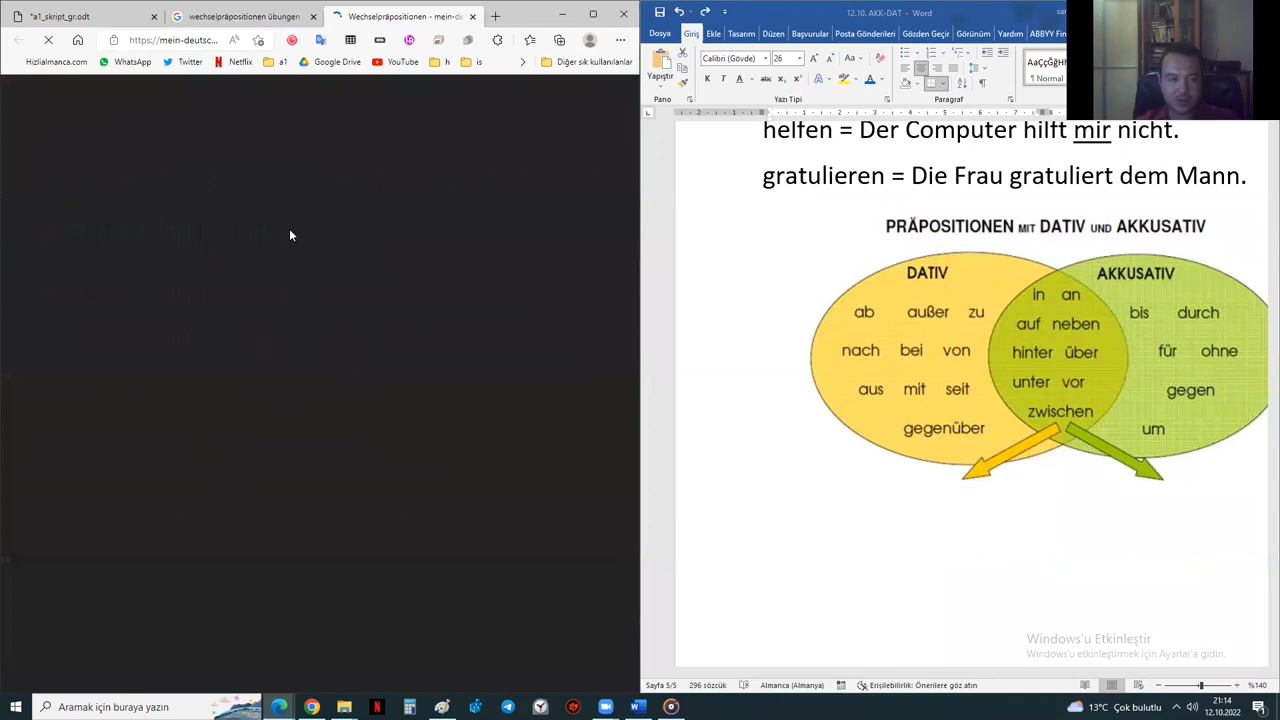 *a1_skript_gr.odt
wechselpräpositionen übungen
Wechselpräpositionen - mein-de
https://mein-deutsc...
Hizlialmanca.com WhatsApp Twitter Netflix a1 Google Drive YouTube h is Diğer sık kullanılanlar
12.10. AKK-DAT - Word
Dosya Giriş Ekle Tasarım Düzen Başvurular Posta Gönderileri Gözden Geçir Görünüm Yardım ABBYY Fin
Yapıştır
Calibri (Gövde) 26
AaÇçĞğHh
¶ Normal
Pano Yazı Tipi Paragraf
helfen = Der Computer hilft mir nicht.
gratulieren = Die Frau gratuliert dem Mann.
PRÄPOSITIONEN MIT DATIV UND AKKUSATIV
DATIV AKKUSATIV
ab außer zu
nach bei von
aus mit seit
gegenüber
in an
auf neben
hinter über
unter vor
zwischen
bis durch
für ohne
gegen
um
Windows'u Etkinleştir
Windows'u etkinleştirmek için Ayarlar'a gidin.
Sayfa 5/5 296 sözcük Almanca (Almanya) Erişilebilirlik: Önerilere göz atın %140
Aramak için buraya yazın
13°C Çok bulutlu
21:14
12.10.2022